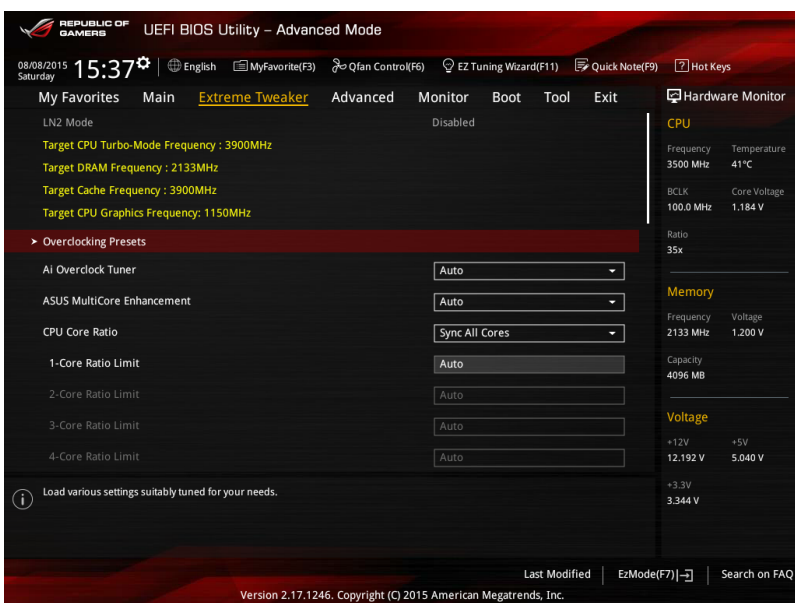 REPUBLIC OF
GAMERS
UEFI BIOS Utility – Advanced Mode
08/08/2015
Saturday
15:37
English
MyFavorite(F3)
Qfan Control(F6)
EZ Tuning Wizard(F11)
Quick Note(F9)
? Hot Keys
My Favorites
Main
Extreme Tweaker
Advanced
Monitor
Boot
Tool
Exit
Hardware Monitor
LN2 Mode Disabled
Target CPU Turbo-Mode Frequency : 3900MHz
Target DRAM Frequency : 2133MHz
Target Cache Frequency : 3900MHz
Target CPU Graphics Frequency: 1150MHz
Overclocking Presets
Ai Overclock Tuner Auto
ASUS MultiCore Enhancement Auto
CPU Core Ratio Sync All Cores
1-Core Ratio Limit Auto
2-Core Ratio Limit Auto
3-Core Ratio Limit Auto
4-Core Ratio Limit Auto
Load various settings suitably tuned for your needs.
CPU
Frequency Temperature
3500 MHz 41°C
BCLK Core Voltage
100.0 MHz 1.184 V
Ratio
35x
Memory
Frequency Voltage
2133 MHz 1.200 V
Capacity
4096 MB
Voltage
+12V +5V
12.192 V 5.040 V
+3.3V
3.344 V
Last Modified
EzMode(F7)
Search on FAQ
Version 2.17.1246. Copyright (C) 2015 American Megatrends, Inc.